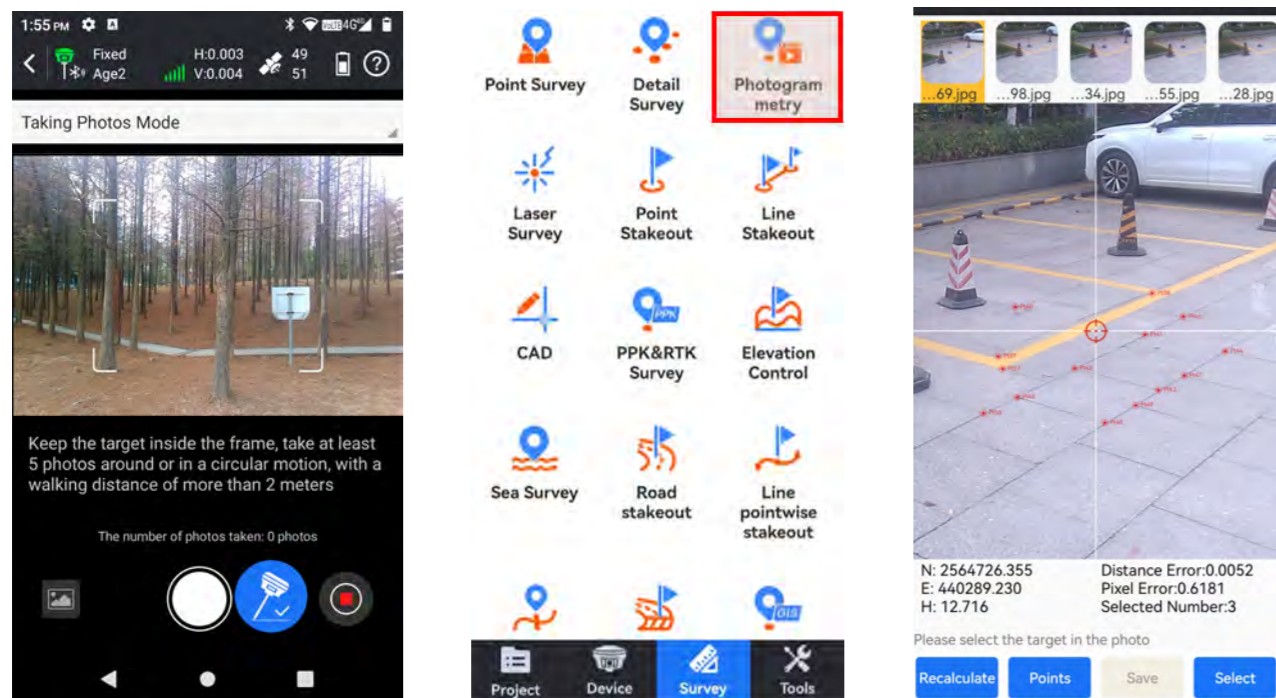 1:55 PM
4G
Fixed
Age2
H:0.003
V:0.004
49
51
Taking Photos Mode
Keep the target inside the frame, take at least
5 photos around or in a circular motion, with a
walking distance of more than 2 meters
The number of photos taken: 0 photos
Point Survey
Detail
Survey
Photogram
metry
Laser
Survey
Point
Stakeout
Line
Stakeout
CAD
PPK
PPK&RTK
Survey
Elevation
Control
Sea Survey
Road
stakeout
Line
pointwise
stakeout
GIS
Project
Device
Survey
Tools
...69.jpg
...98.jpg
...34.jpg
...55.jpg
...28.jpg
N: 2564726.355
E: 440289.230
H: 12.716
Distance Error:0.0052
Pixel Error:0.6181
Selected Number:3
Please select the target in the photo
Recalculate
Points
Save
Select